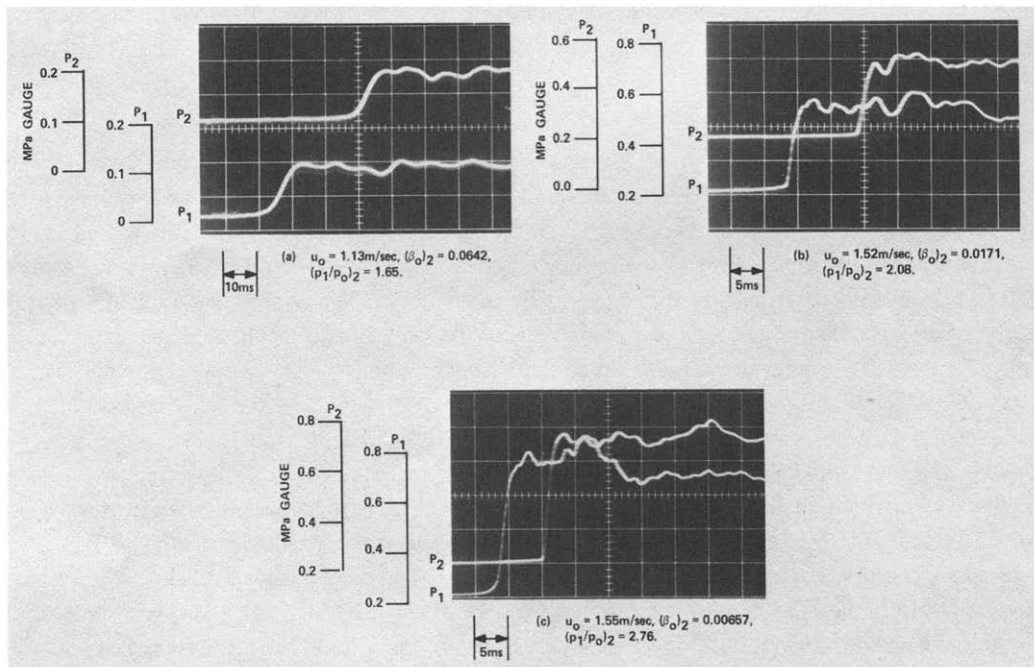 P2
0.2
0.1
0
MPa GAUGE
P1
0.2
0.1
0
P2
P1
10ms
(a) uo = 1.13m/sec, (βo)2 = 0.0642,
(p1/po)2 = 1.65.
P2
0.6
0.4
0.2
0.0
MPa GAUGE
P1
0.8
0.6
0.4
0.2
P2
P1
5ms
(b) uo = 1.52m/sec, (βo)2 = 0.0171,
(p1/po)2 = 2.08.
P2
0.8
0.6
0.4
0.2
MPa GAUGE
P1
0.8
0.6
0.4
0.2
P2
P1
5ms
(c) uo = 1.55m/sec, (βo)2 = 0.00657,
(p1/po)2 = 2.76.